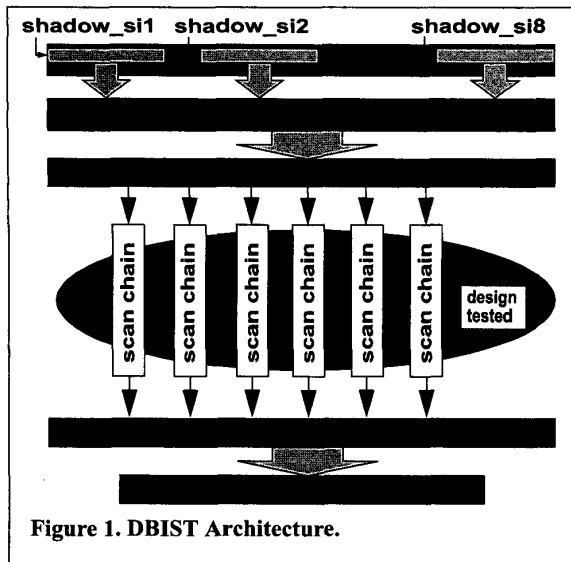 shadow_si1 shadow_si2 shadow_si8
scan chain
scan chain
scan chain
scan chain
scan chain
scan chain
design
tested
Figure 1. DBIST Architecture.